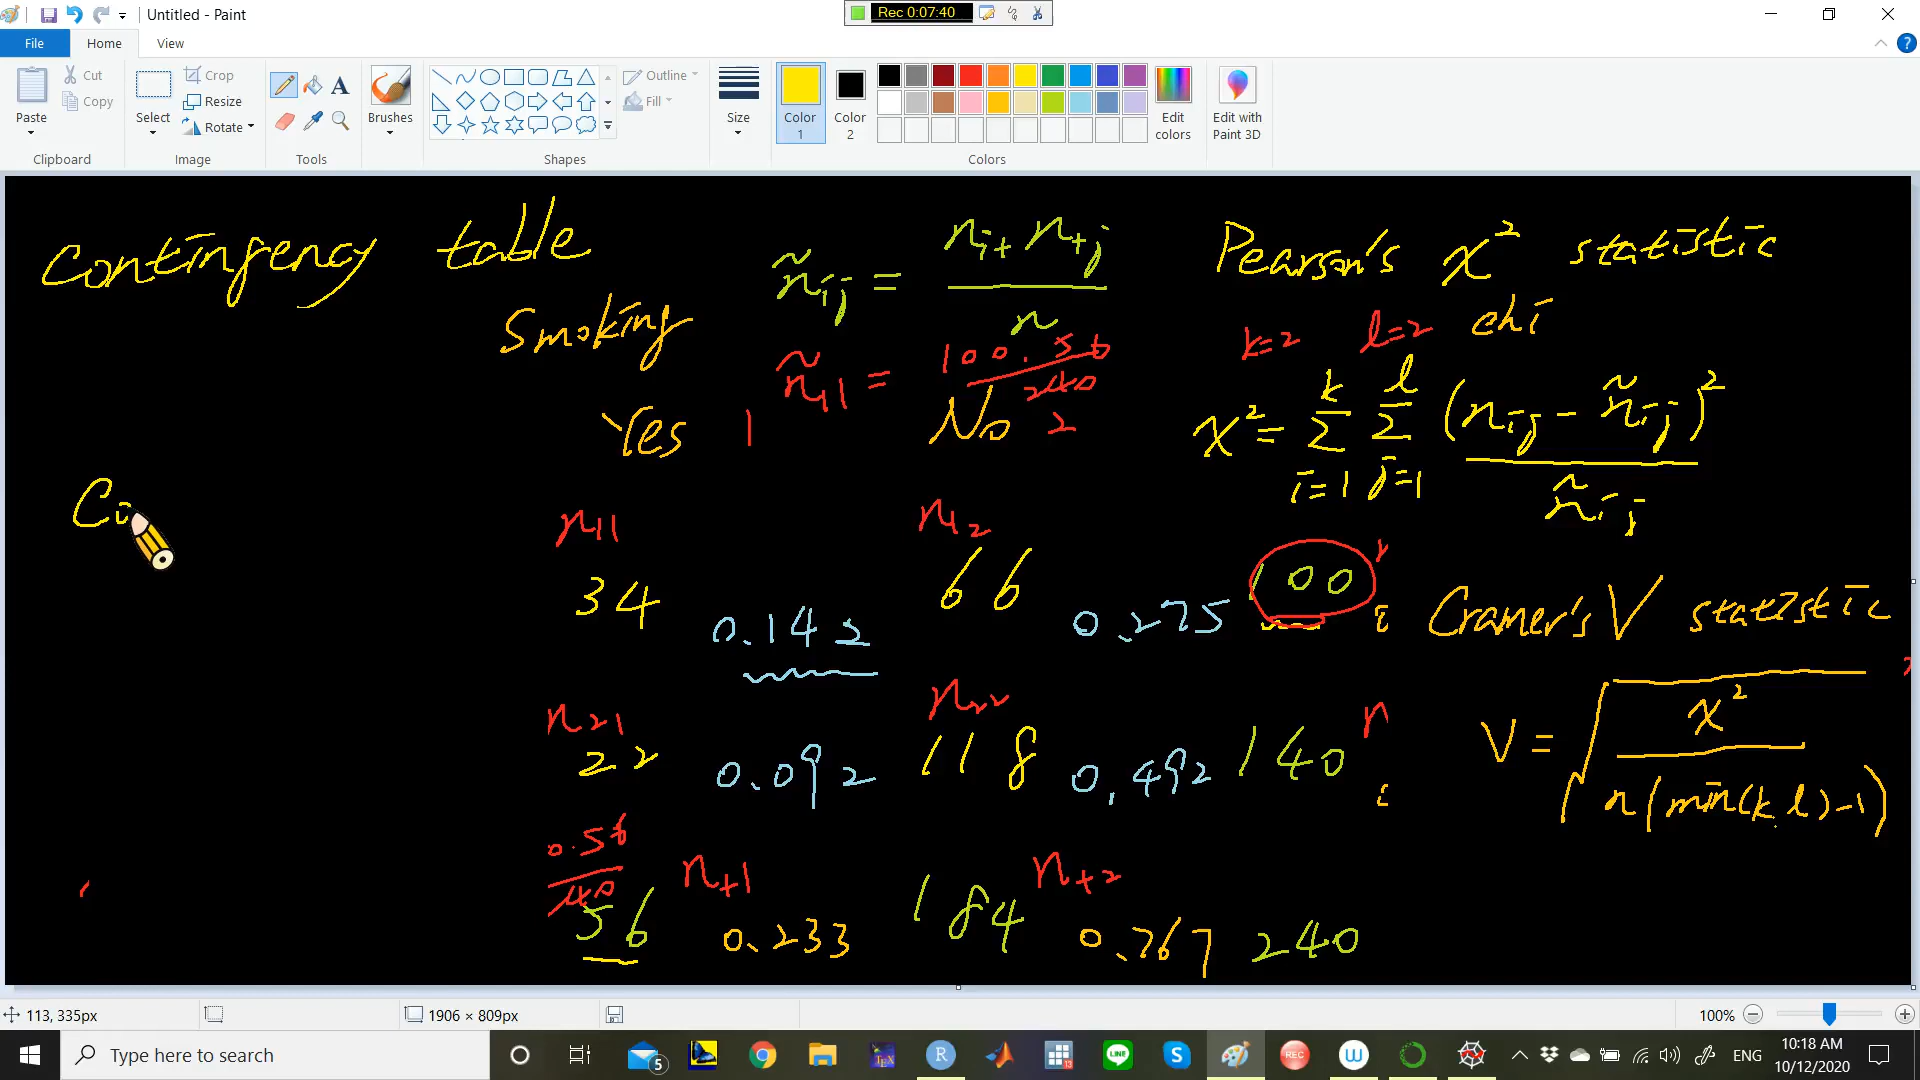 Untitled - Paint
Rec 0:07:40
File Home View
Paste
Cut
Copy
Clipboard
Select
Crop
Resize
Rotate
Image
Tools
Brushes
Shapes
Outline
Fill
Size
Color 1
Color 2
Edit colors
Edit with Paint 3D
Colors
Contingency table
ñij = ni+ n+j / n
Pearson's χ² statistic
Smoking
chi
k=2 l=2
ñ11 = 100.56 / 240
Yes 1 No 2
χ² = Σ i=1 k Σ j=1 l (nij - ñij)² / ñij
n11 n12
34 0.142 66 0.275 100
Cramer's V statistic
n21 n22
22 0.092 118 0.492 140
V = √ χ² / n(min(k,l)-1)
0.56 / 40
n+1 n+2
56 0.233 184 0.767 240
113, 335px
1906 × 809px
100%
Type here to search
5
13
LINE
REC
ENG
10:18 AM
10/12/2020